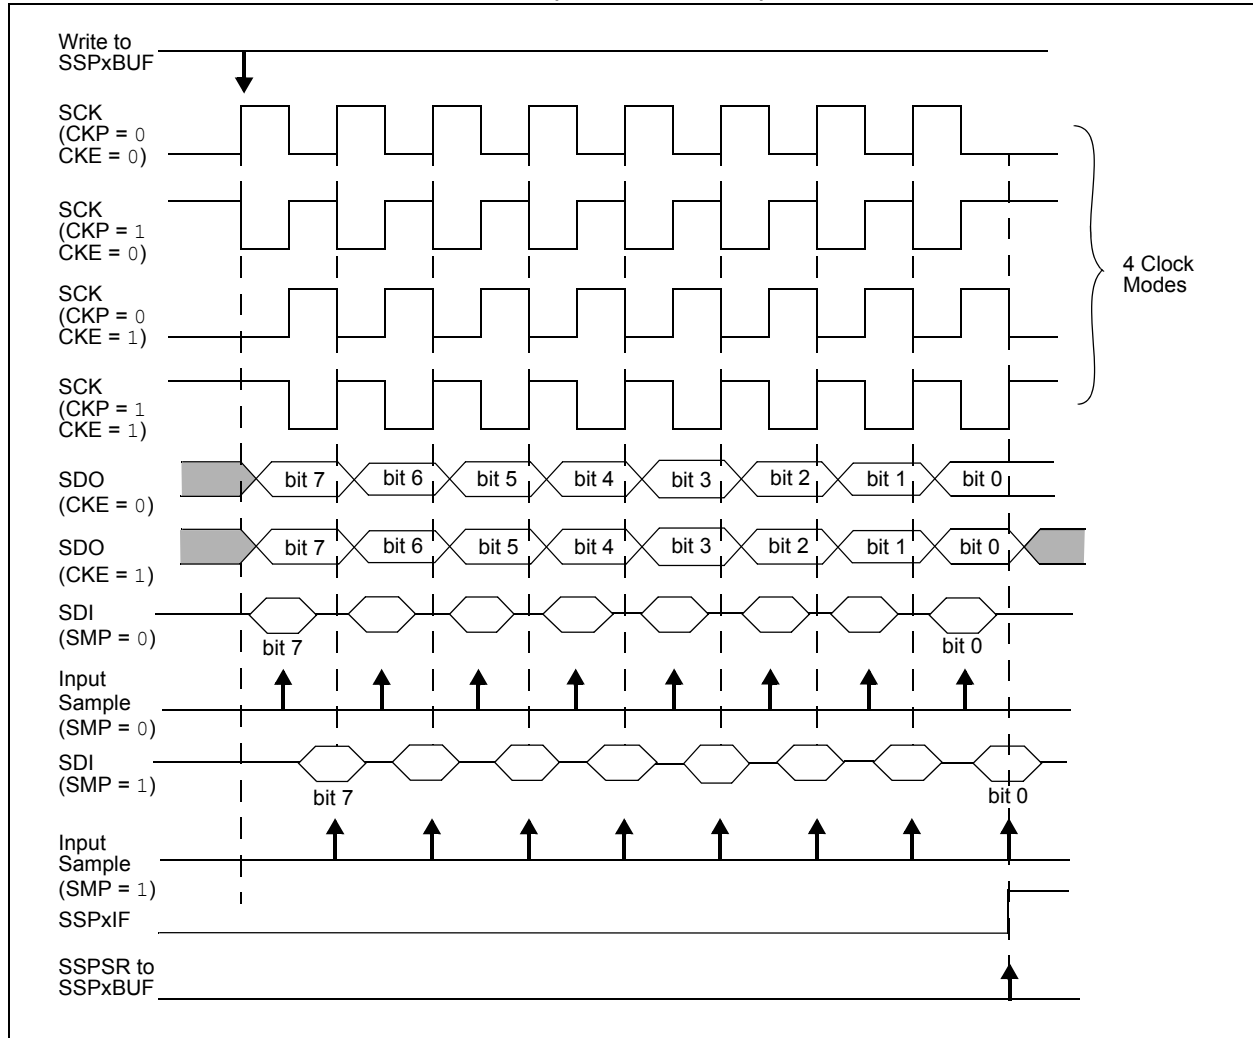 Write to
SSPxBUF
SCK
(CKP = 0
CKE = 0)
SCK
(CKP = 1
CKE = 0)
SCK
(CKP = 0
CKE = 1)
SCK
(CKP = 1
CKE = 1)
4 Clock
Modes
SDO
(CKE = 0)
bit 7 bit 6 bit 5 bit 4 bit 3 bit 2 bit 1 bit 0
SDO
(CKE = 1)
bit 7 bit 6 bit 5 bit 4 bit 3 bit 2 bit 1 bit 0
SDI
(SMP = 0)
bit 7 bit 0
Input
Sample
(SMP = 0)
SDI
(SMP = 1)
bit 7 bit 0
Input
Sample
(SMP = 1)
SSPxIF
SSPSR to
SSPxBUF